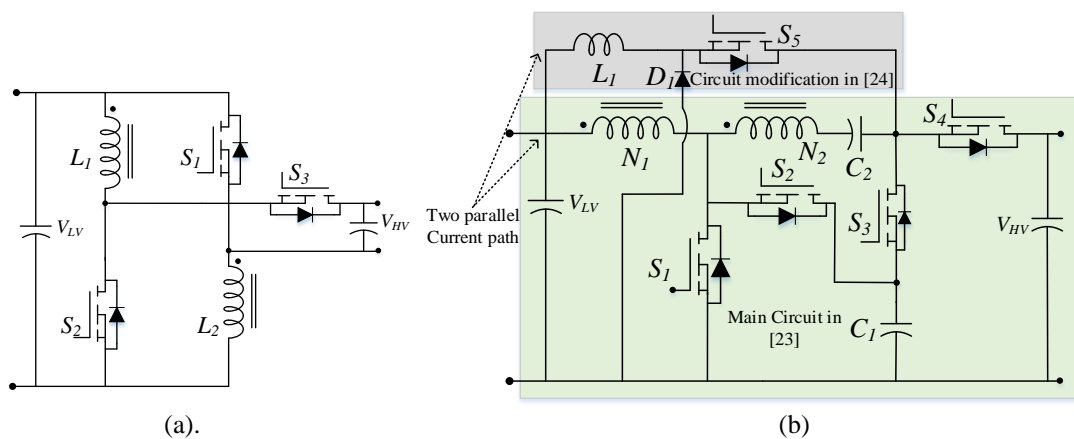 L1
S1
S3
VLV
VHV
S2
L2
(a).
L1
S5
D1
Circuit modification in [24]
S4
N1
N2
C2
S2
Two parallel
Current path
VLV
S3
VHV
S1
Main Circuit in
[23]
C1
(b)